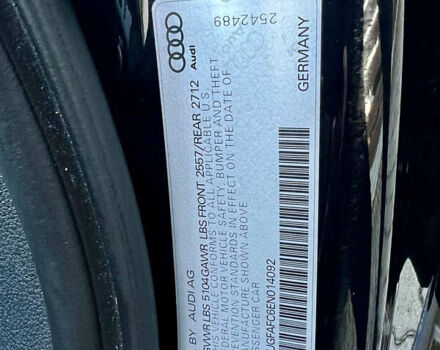 Audi
BY AUDI AG
GVWR LBS 5104 GAWR LBS FRONT 2557/REAR 2712
THIS VEHICLE CONFORMS TO ALL APPLICABLE U.S
FEDERAL MOTOR VEHICLE SAFETY, BUMPER AND THEFT
PREVENTION STANDARDS IN EFFECT ON THE DATE OF
MANUFACTURE SHOWN ABOVE
PASSENGER CAR
UGFAFC6EN014092
2542489
GERMANY